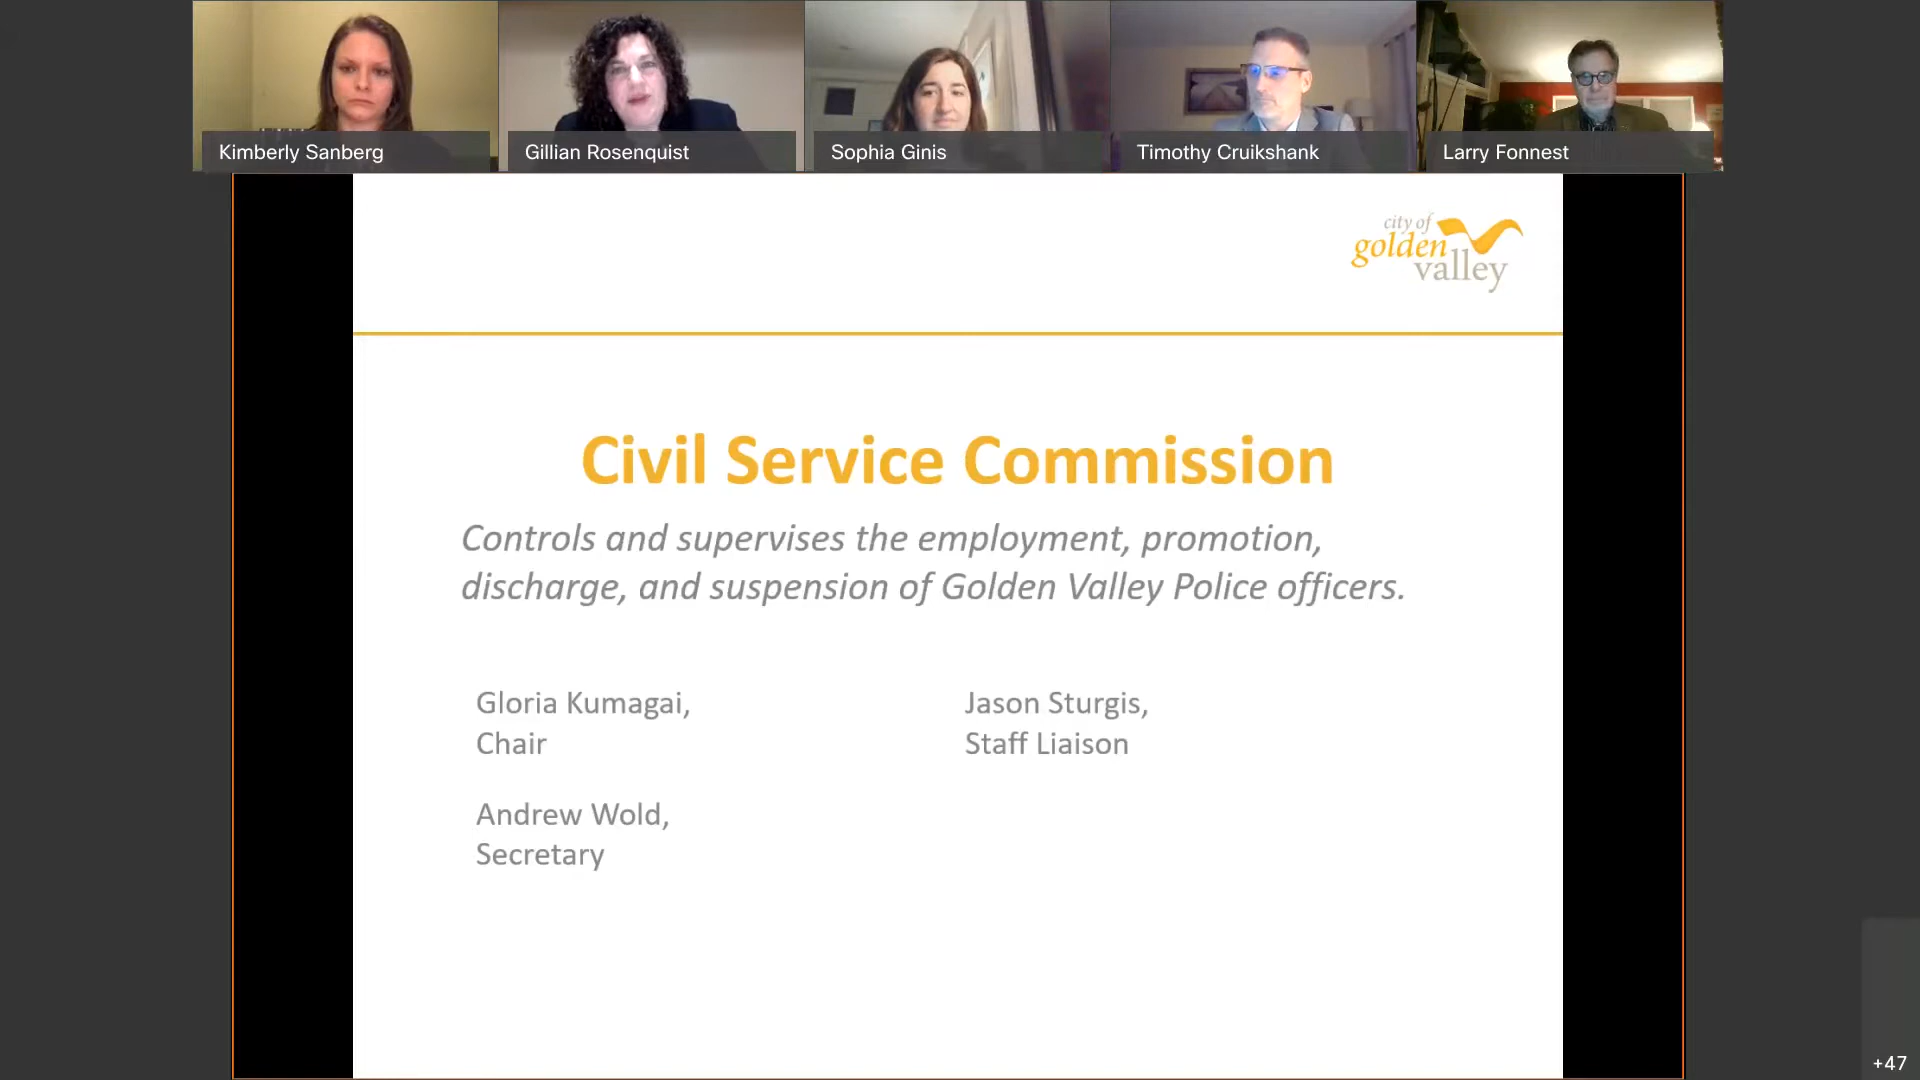 Kimberly Sanberg
Gillian Rosenquist
Sophia Ginis
Timothy Cruikshank
Larry Fonnest
city of
golden
valley
Civil Service Commission
Controls and supervises the employment, promotion,
discharge, and suspension of Golden Valley Police officers.
Gloria Kumagai,
Chair
Andrew Wold,
Secretary
Jason Sturgis,
Staff Liaison
+47